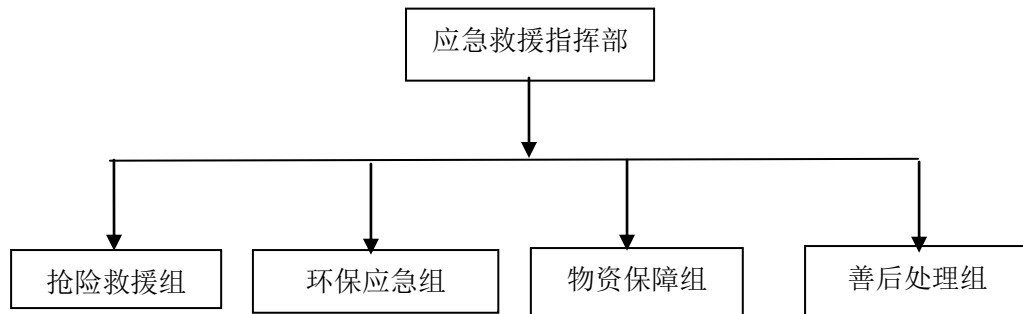 应急救援指挥部
抢险救援组
环保应急组
物资保障组
善后处理组